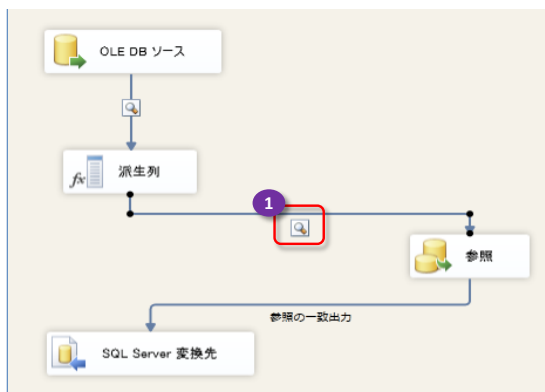 OLE DB ソース
fx 派生列
1
参照
参照の一致出力
SQL Server 変換先